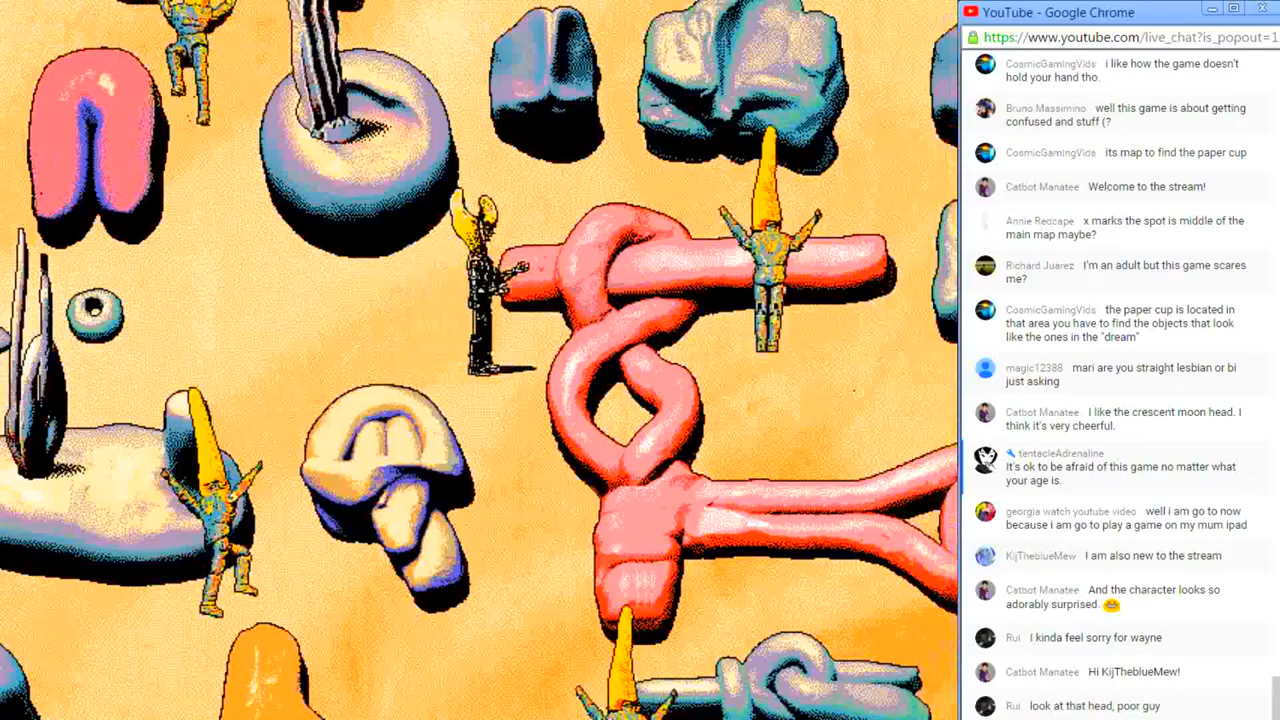 YouTube - Google Chrome
https://www.youtube.com/live_chat?is_popout=1
CosmicGamingVids i like how the game doesn't
hold your hand tho.
Bruno Massimino well this game is about getting
confused and stuff (?
CosmicGamingVids its map to find the paper cup
Catbot Manatee Welcome to the stream!
Annie Redcape x marks the spot is middle of the
main map maybe?
Richard Juarez I'm an adult but this game scares
me?
CosmicGamingVids the paper cup is located in
that area you have to find the objects that look
like the ones in the "dream"
magic12388 mari are you straight lesbian or bi
just asking
Catbot Manatee I like the crescent moon head. I
think it's very cheerful.
tentacleAdrenaline
It's ok to be afraid of this game no matter what
your age is.
georgia watch youtube video well i am go to now
because i am go to play a game on my mum ipad
KijTheblueMew I am also new to the stream
Catbot Manatee And the character looks so
adorably surprised. 😄
Rui I kinda feel sorry for wayne
Catbot Manatee Hi KijTheblueMew!
Rui look at that head, poor guy